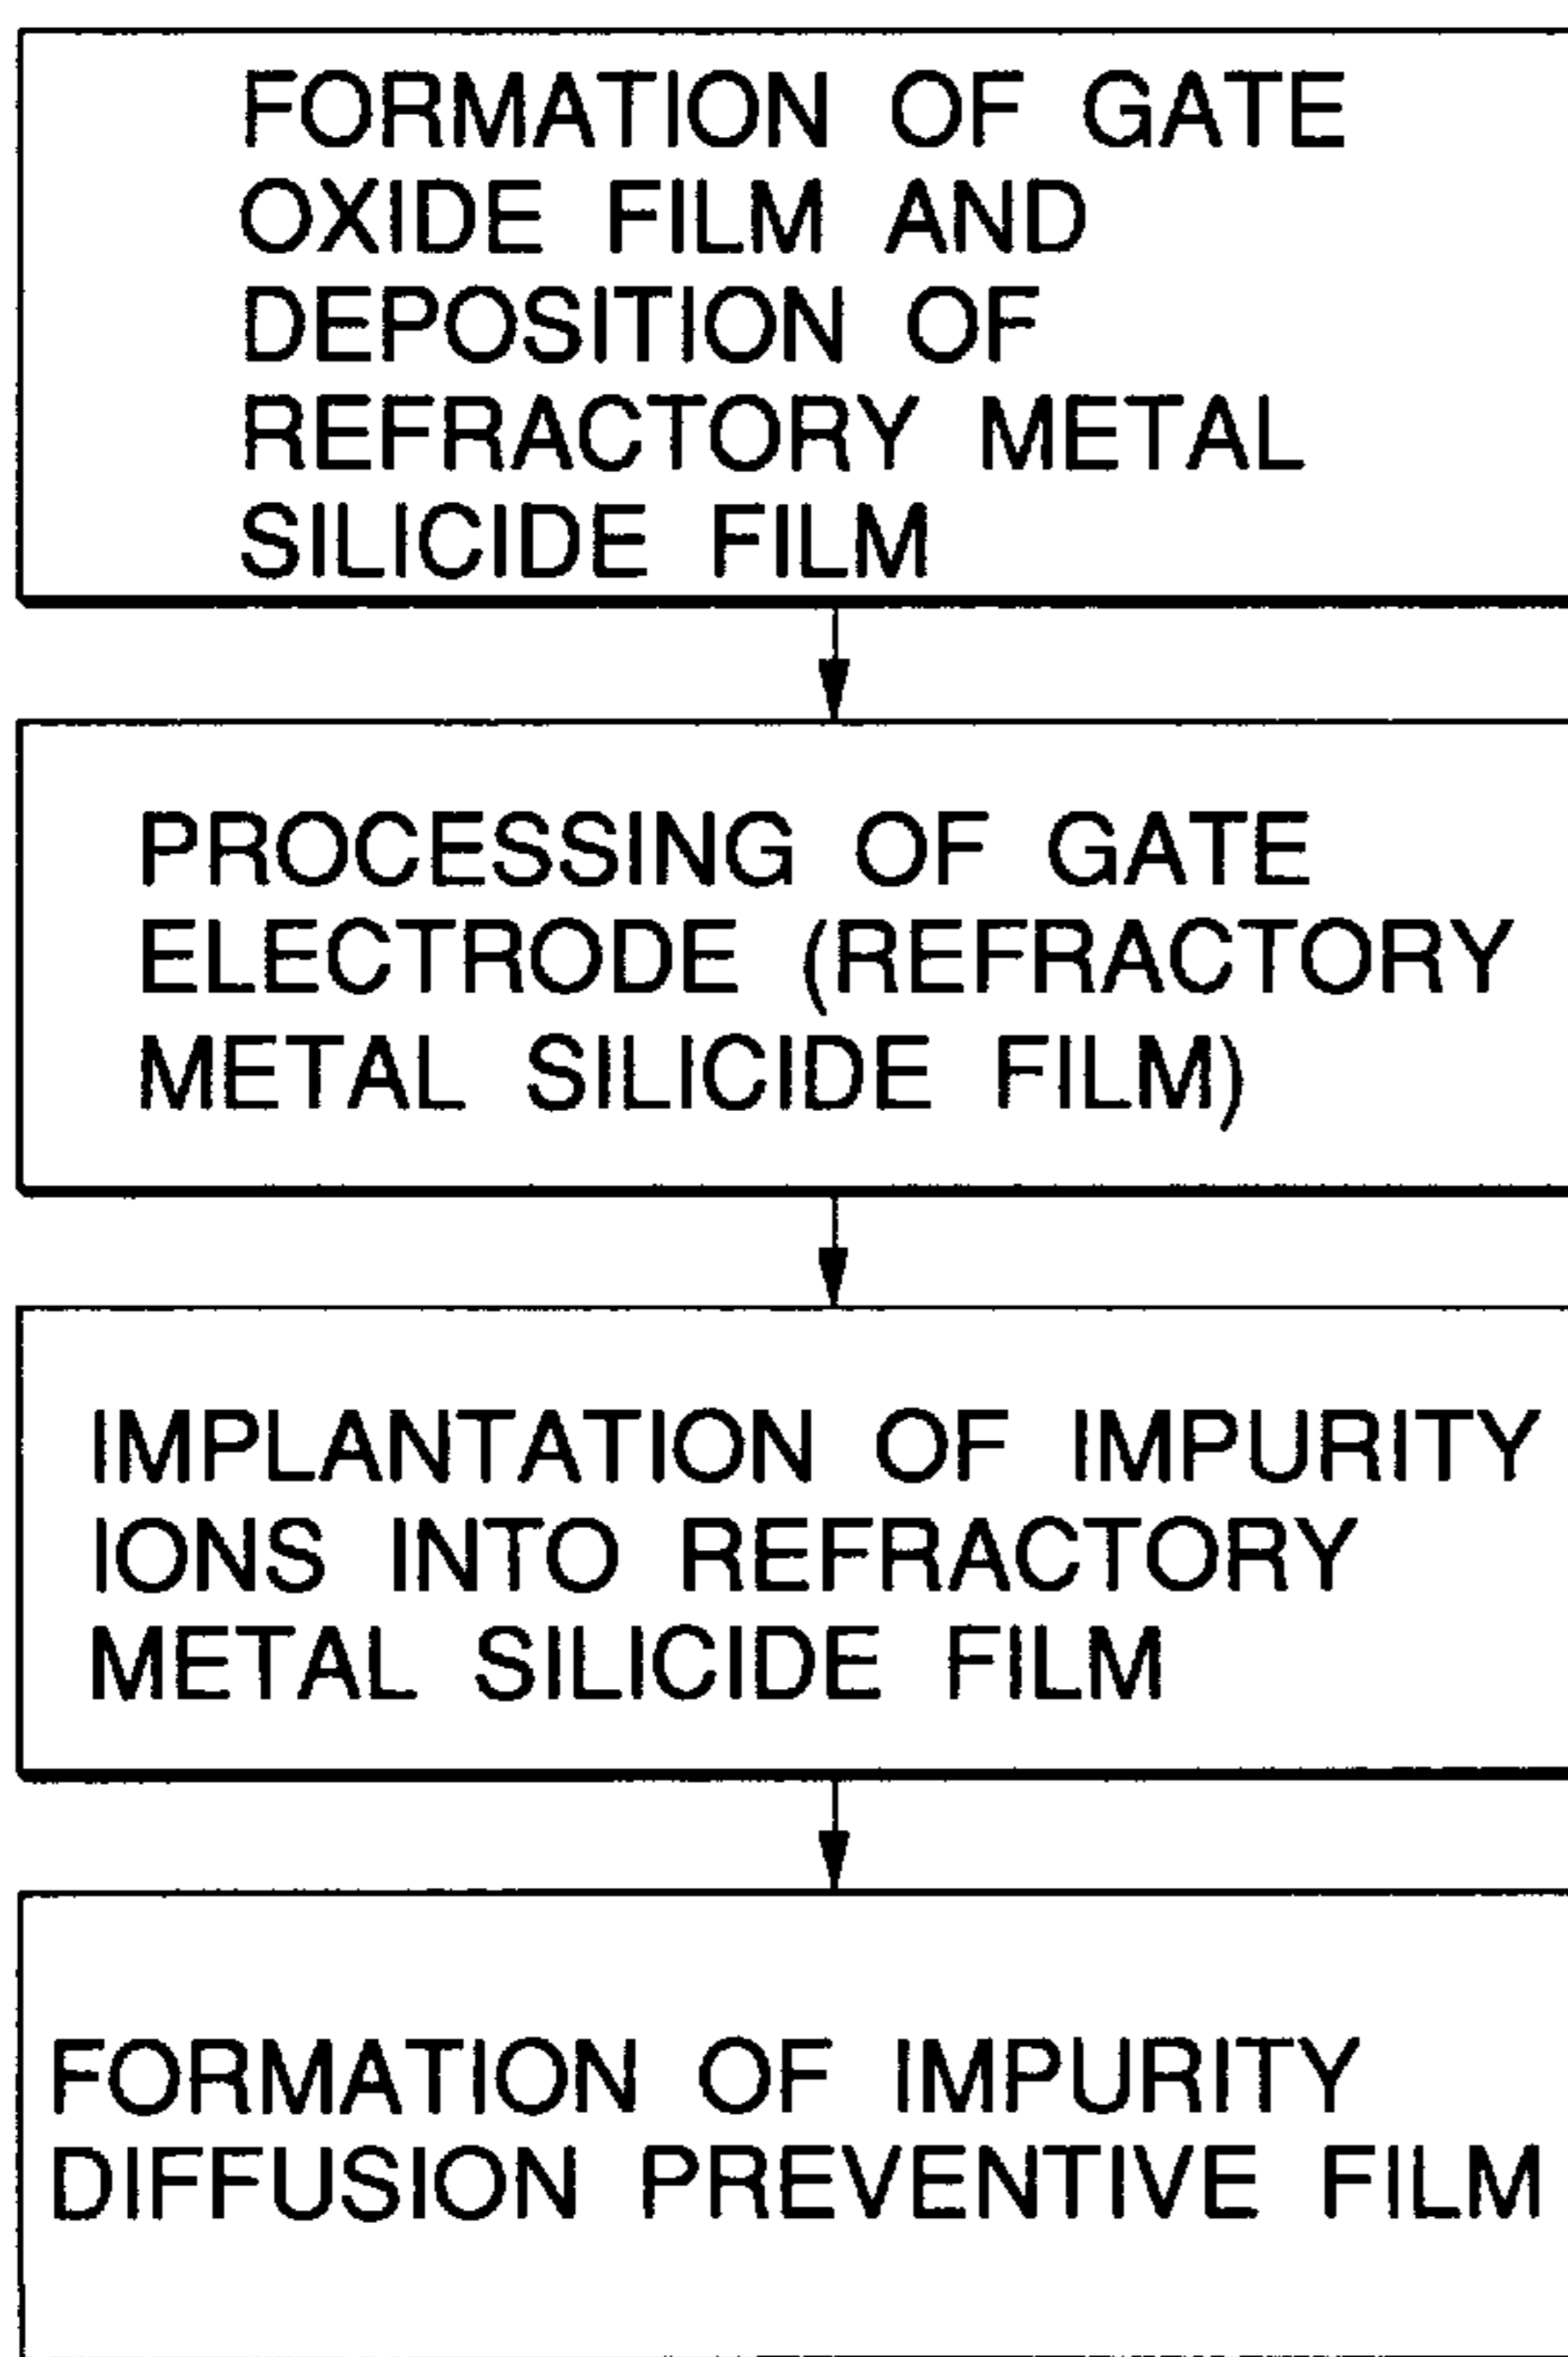 FORMATION OF GATE
OXIDE FILM AND
DEPOSITION OF
REFRACTORY METAL
SILICIDE FILM
PROCESSING OF GATE
ELECTRODE (REFRACTORY
METAL SILICIDE FILM)
IMPLANTATION OF IMPURITY
IONS INTO REFRACTORY
METAL SILICIDE FILM
FORMATION OF IMPURITY
DIFFUSION PREVENTIVE FILM